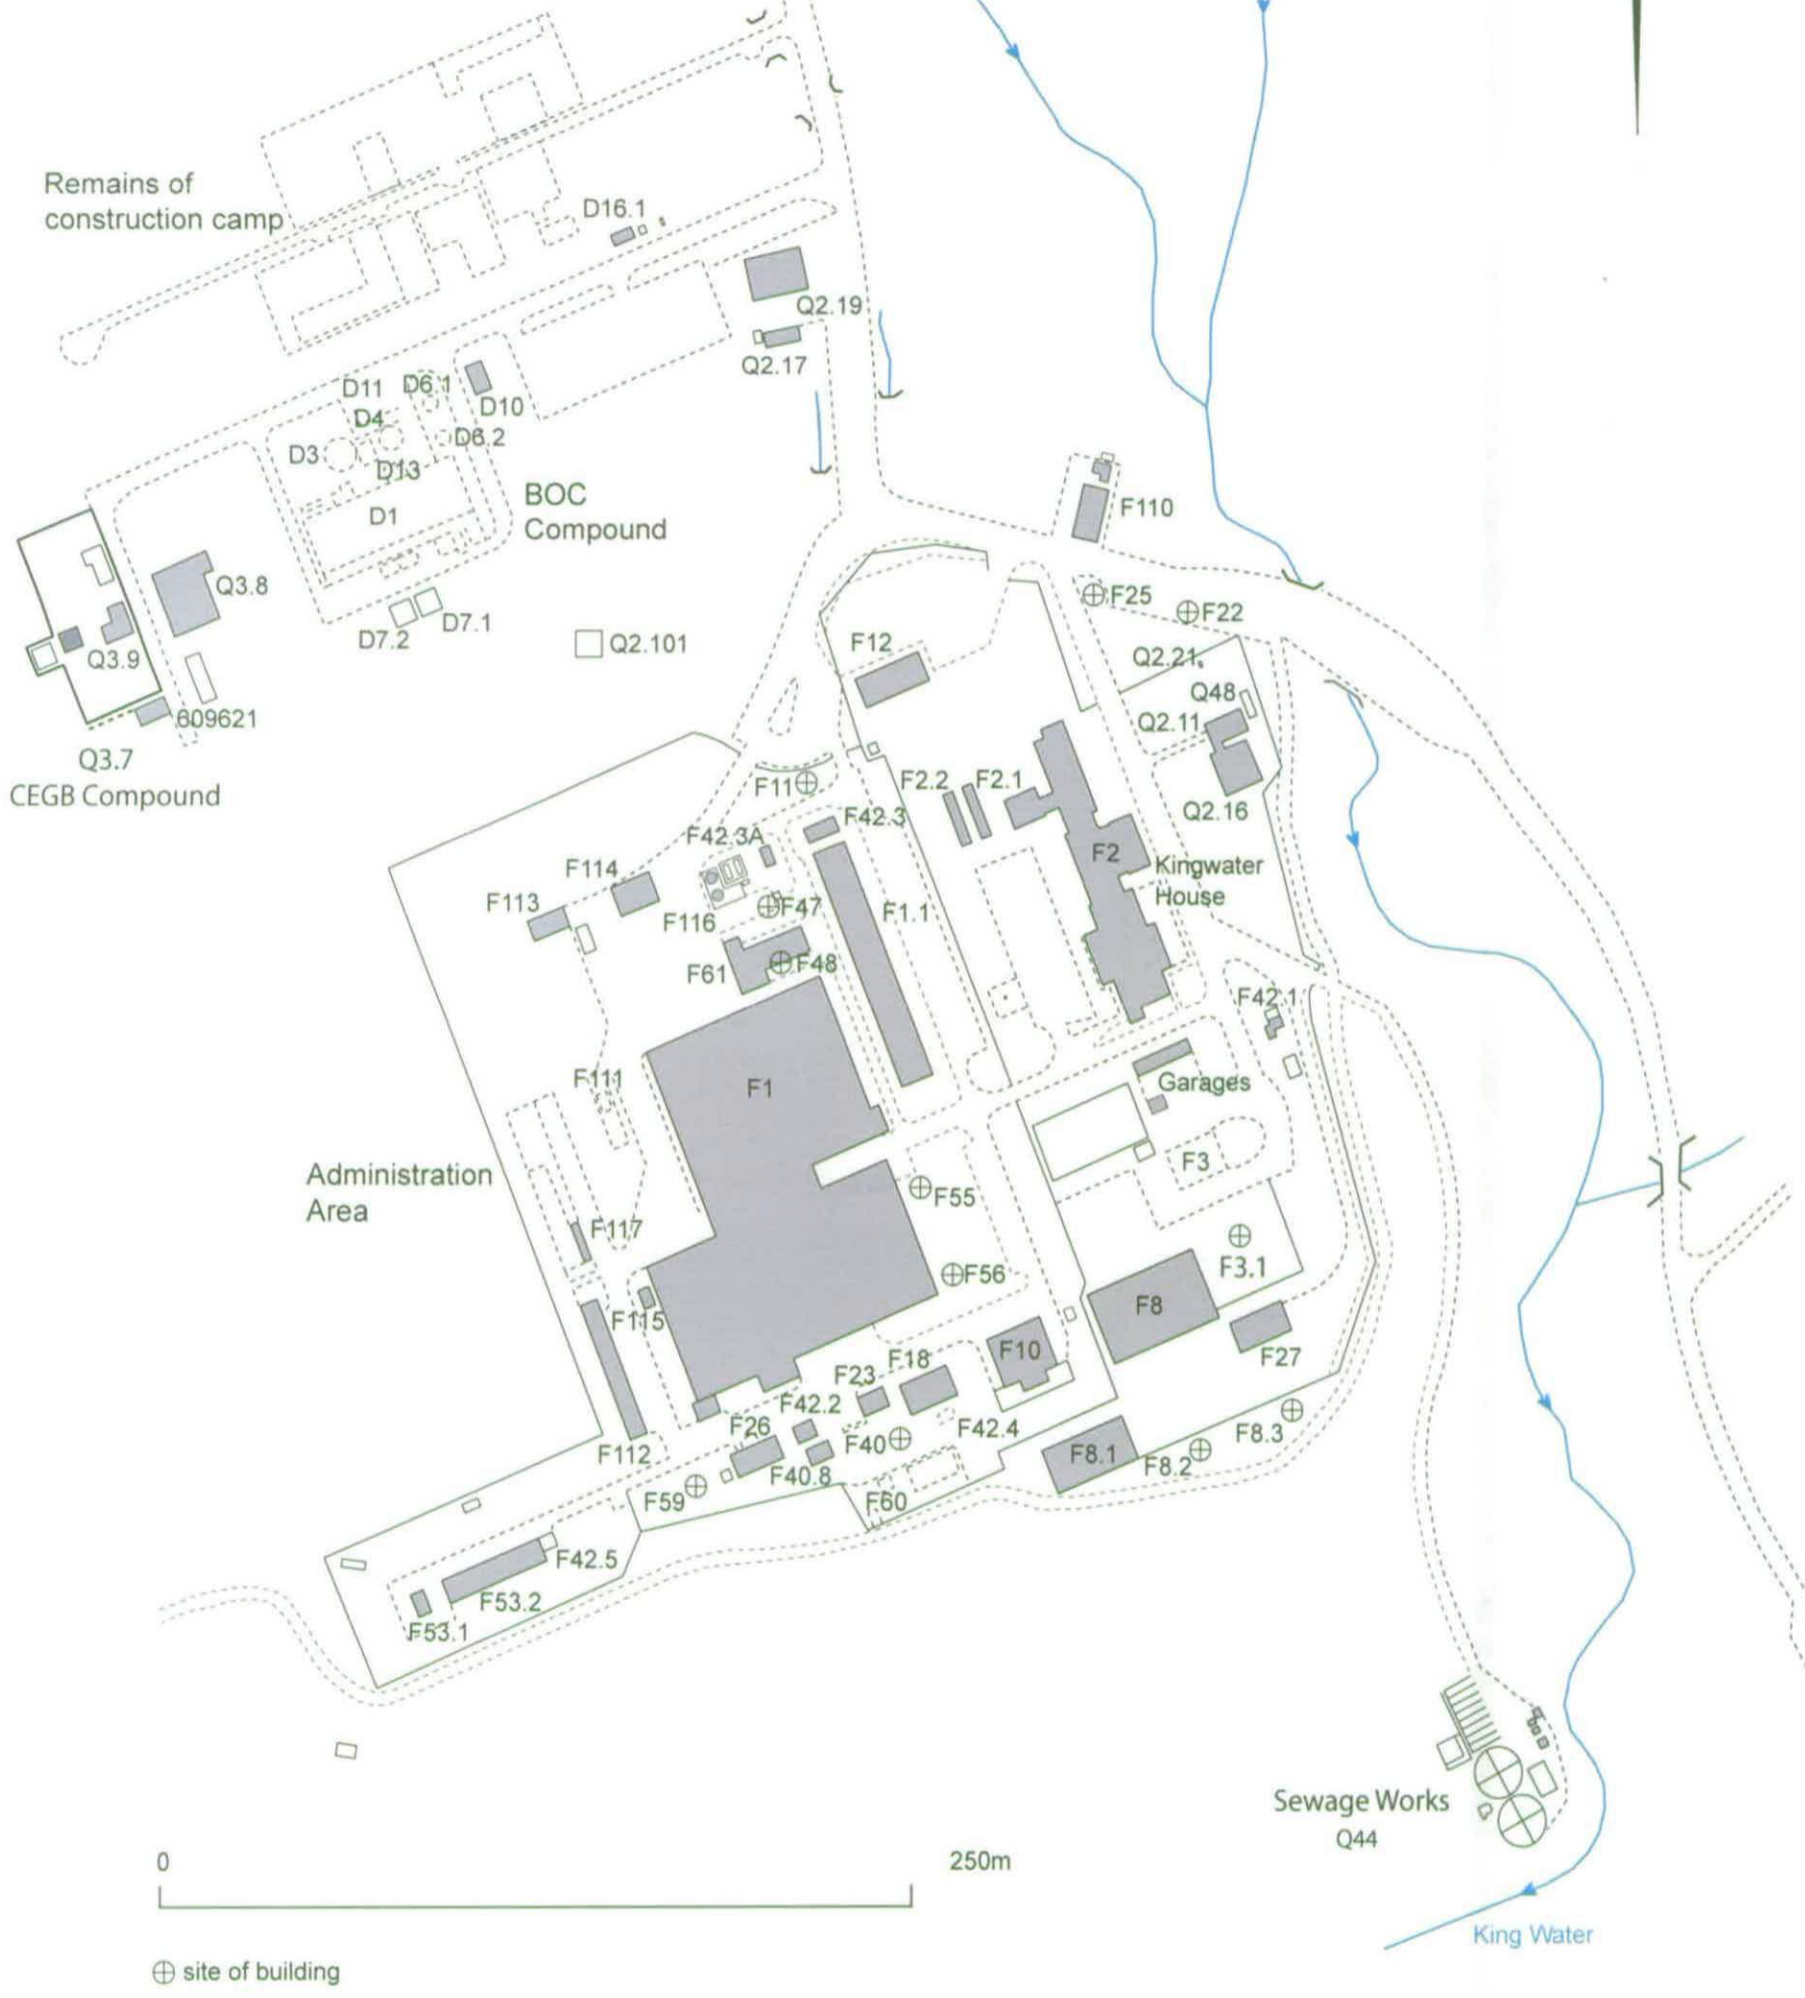 Remains of
construction camp
D16.1
Q2.19
Q2.17
D11
D6.1
D10
D4
D6.2
D3
D13
D1
BOC
Compound
F110
Q3.8
D7.1
D7.2
Q2.101
Q3.9
609621
Q3.7
CEGB Compound
F25
F22
F12
Q2.21
Q48
Q2.11
Q2.16
F11
F2.2
F2.1
F42.3
F42.3A
F2
Kingwater
House
F114
F113
F116
F47
F1.1
F61
F48
F42.1
F111
F1
Garages
F3
Administration
Area
F55
F117
F3.1
F56
F8
F115
F10
F27
F18
F23
F42.2
F26
F42.4
F40
F8.3
F112
F8.1
F8.2
F40.8
F59
F60
F42.5
F53.2
F53.1
Sewage Works
Q44
0
250m
King Water
site of building